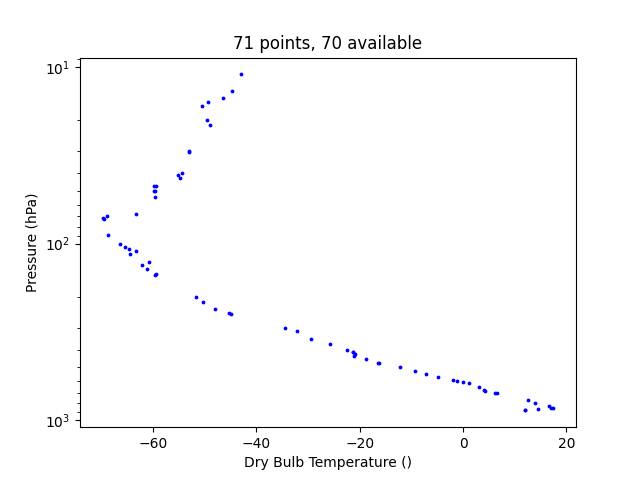 71 points, 70 available
10¹
10²
10³
Pressure (hPa)
−60 −40 −20 0 20
Dry Bulb Temperature ()